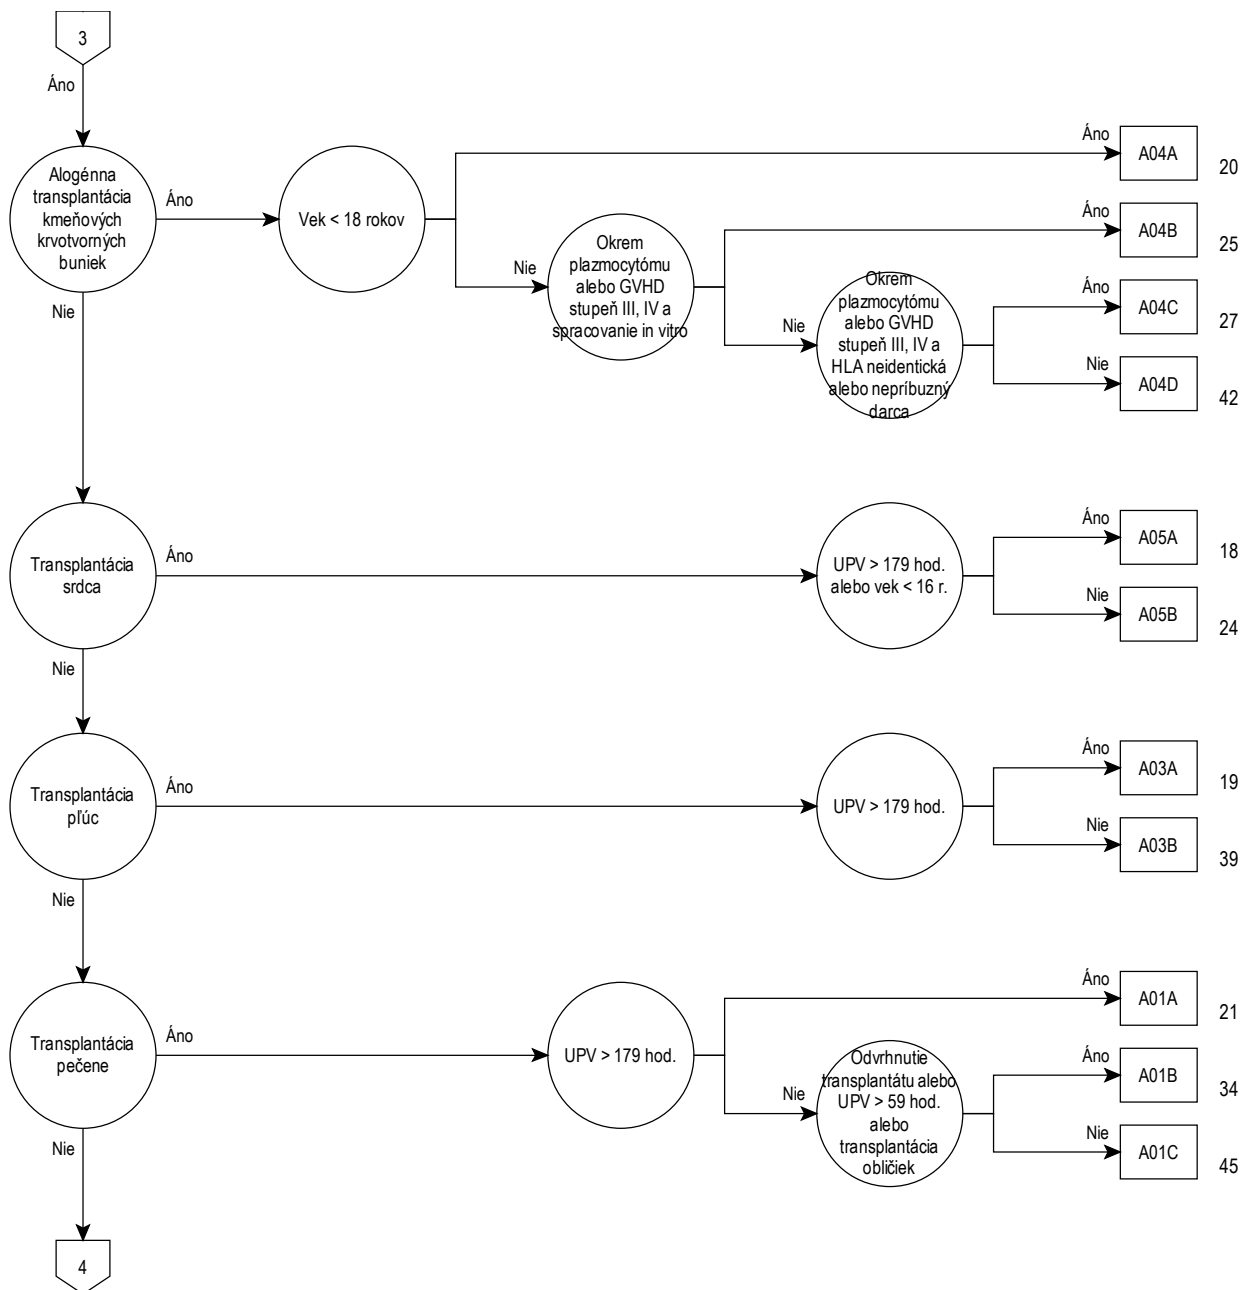 3
Áno
Alogénna
transplantácia
kmeňových
krvotvorných
buniek
Áno
Vek < 18 rokov
Áno
A04A
20
Nie
Okrem
plazmocytómu
alebo GVHD
stupeň III, IV a
spracovanie in vitro
Áno
A04B
25
Nie
Okrem
plazmocytómu
alebo GVHD
stupeň III, IV a
HLA neidentická
alebo nepríbuzný
darca
Áno
A04C
27
Nie
A04D
42
Nie
Transplantácia
srdca
Áno
UPV > 179 hod.
alebo vek < 16 r.
Áno
A05A
18
Nie
A05B
24
Nie
Transplantácia
pľúc
Áno
UPV > 179 hod.
Áno
A03A
19
Nie
A03B
39
Nie
Transplantácia
pečene
Áno
UPV > 179 hod.
Áno
A01A
21
Nie
Odvrhnutie
transplantátu alebo
UPV > 59 hod.
alebo
transplantácia
obličiek
Áno
A01B
34
Nie
A01C
45
Nie
4